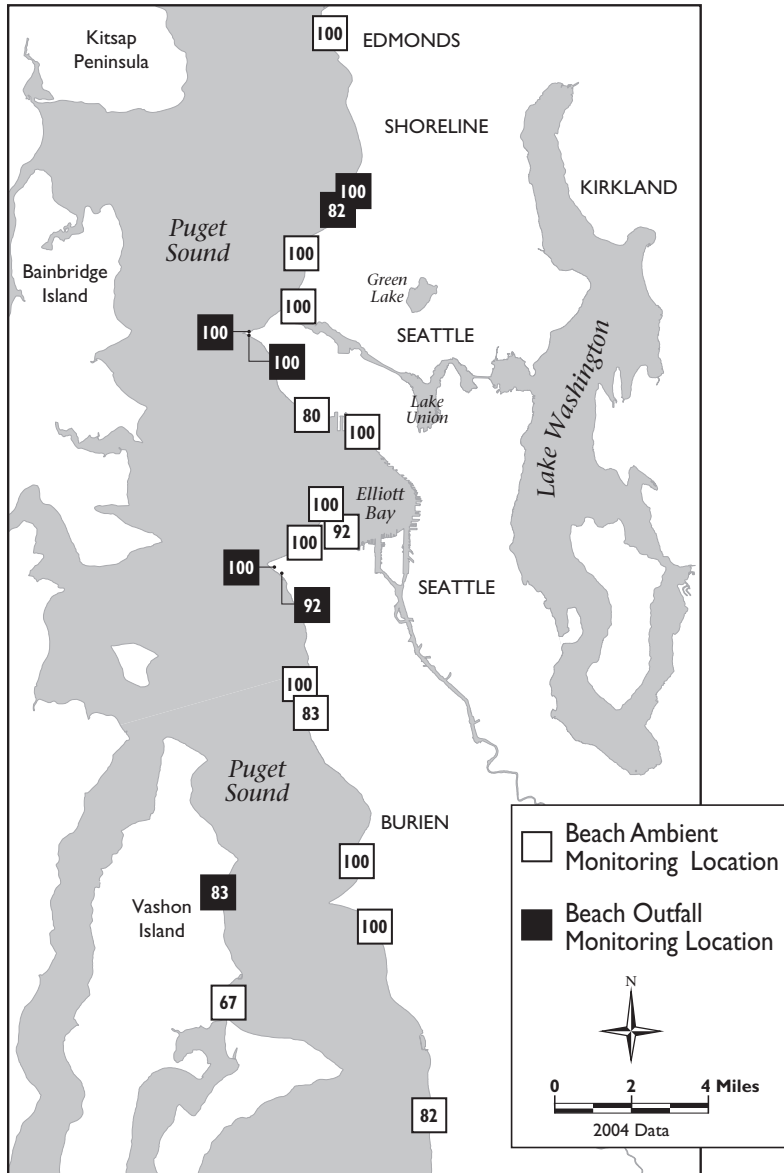 100
EDMONDS
Kitsap
Peninsula
SHORELINE
100
82
KIRKLAND
Puget
Sound
100
Bainbridge
Island
Green
Lake
100
SEATTLE
100
100
Lake
Union
80
100
Lake Washington
100
Elliott
Bay
92
100
100
SEATTLE
92
100
83
Puget
Sound
BURIEN
100
83
Vashon
Island
100
67
82
Beach Ambient
Monitoring Location
Beach Outfall
Monitoring Location
N
0 2 4 Miles
2004 Data